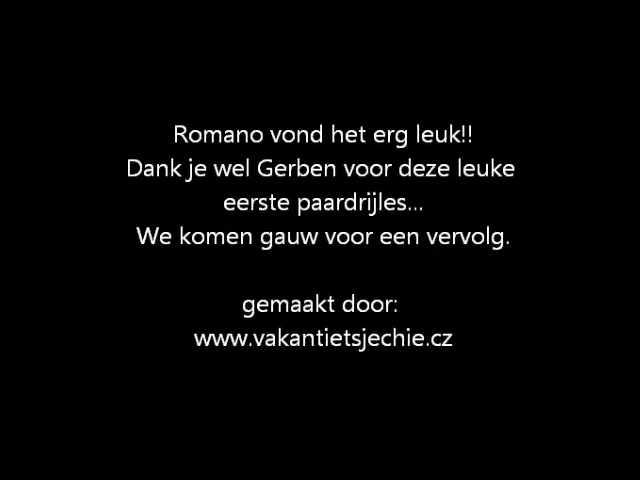 Romano vond het erg leuk!!
Dank je wel Gerben voor deze leuke
eerste paardrijles...
We komen gauw voor een vervolg.
gemaakt door:
www.vakantietsjechie.cz